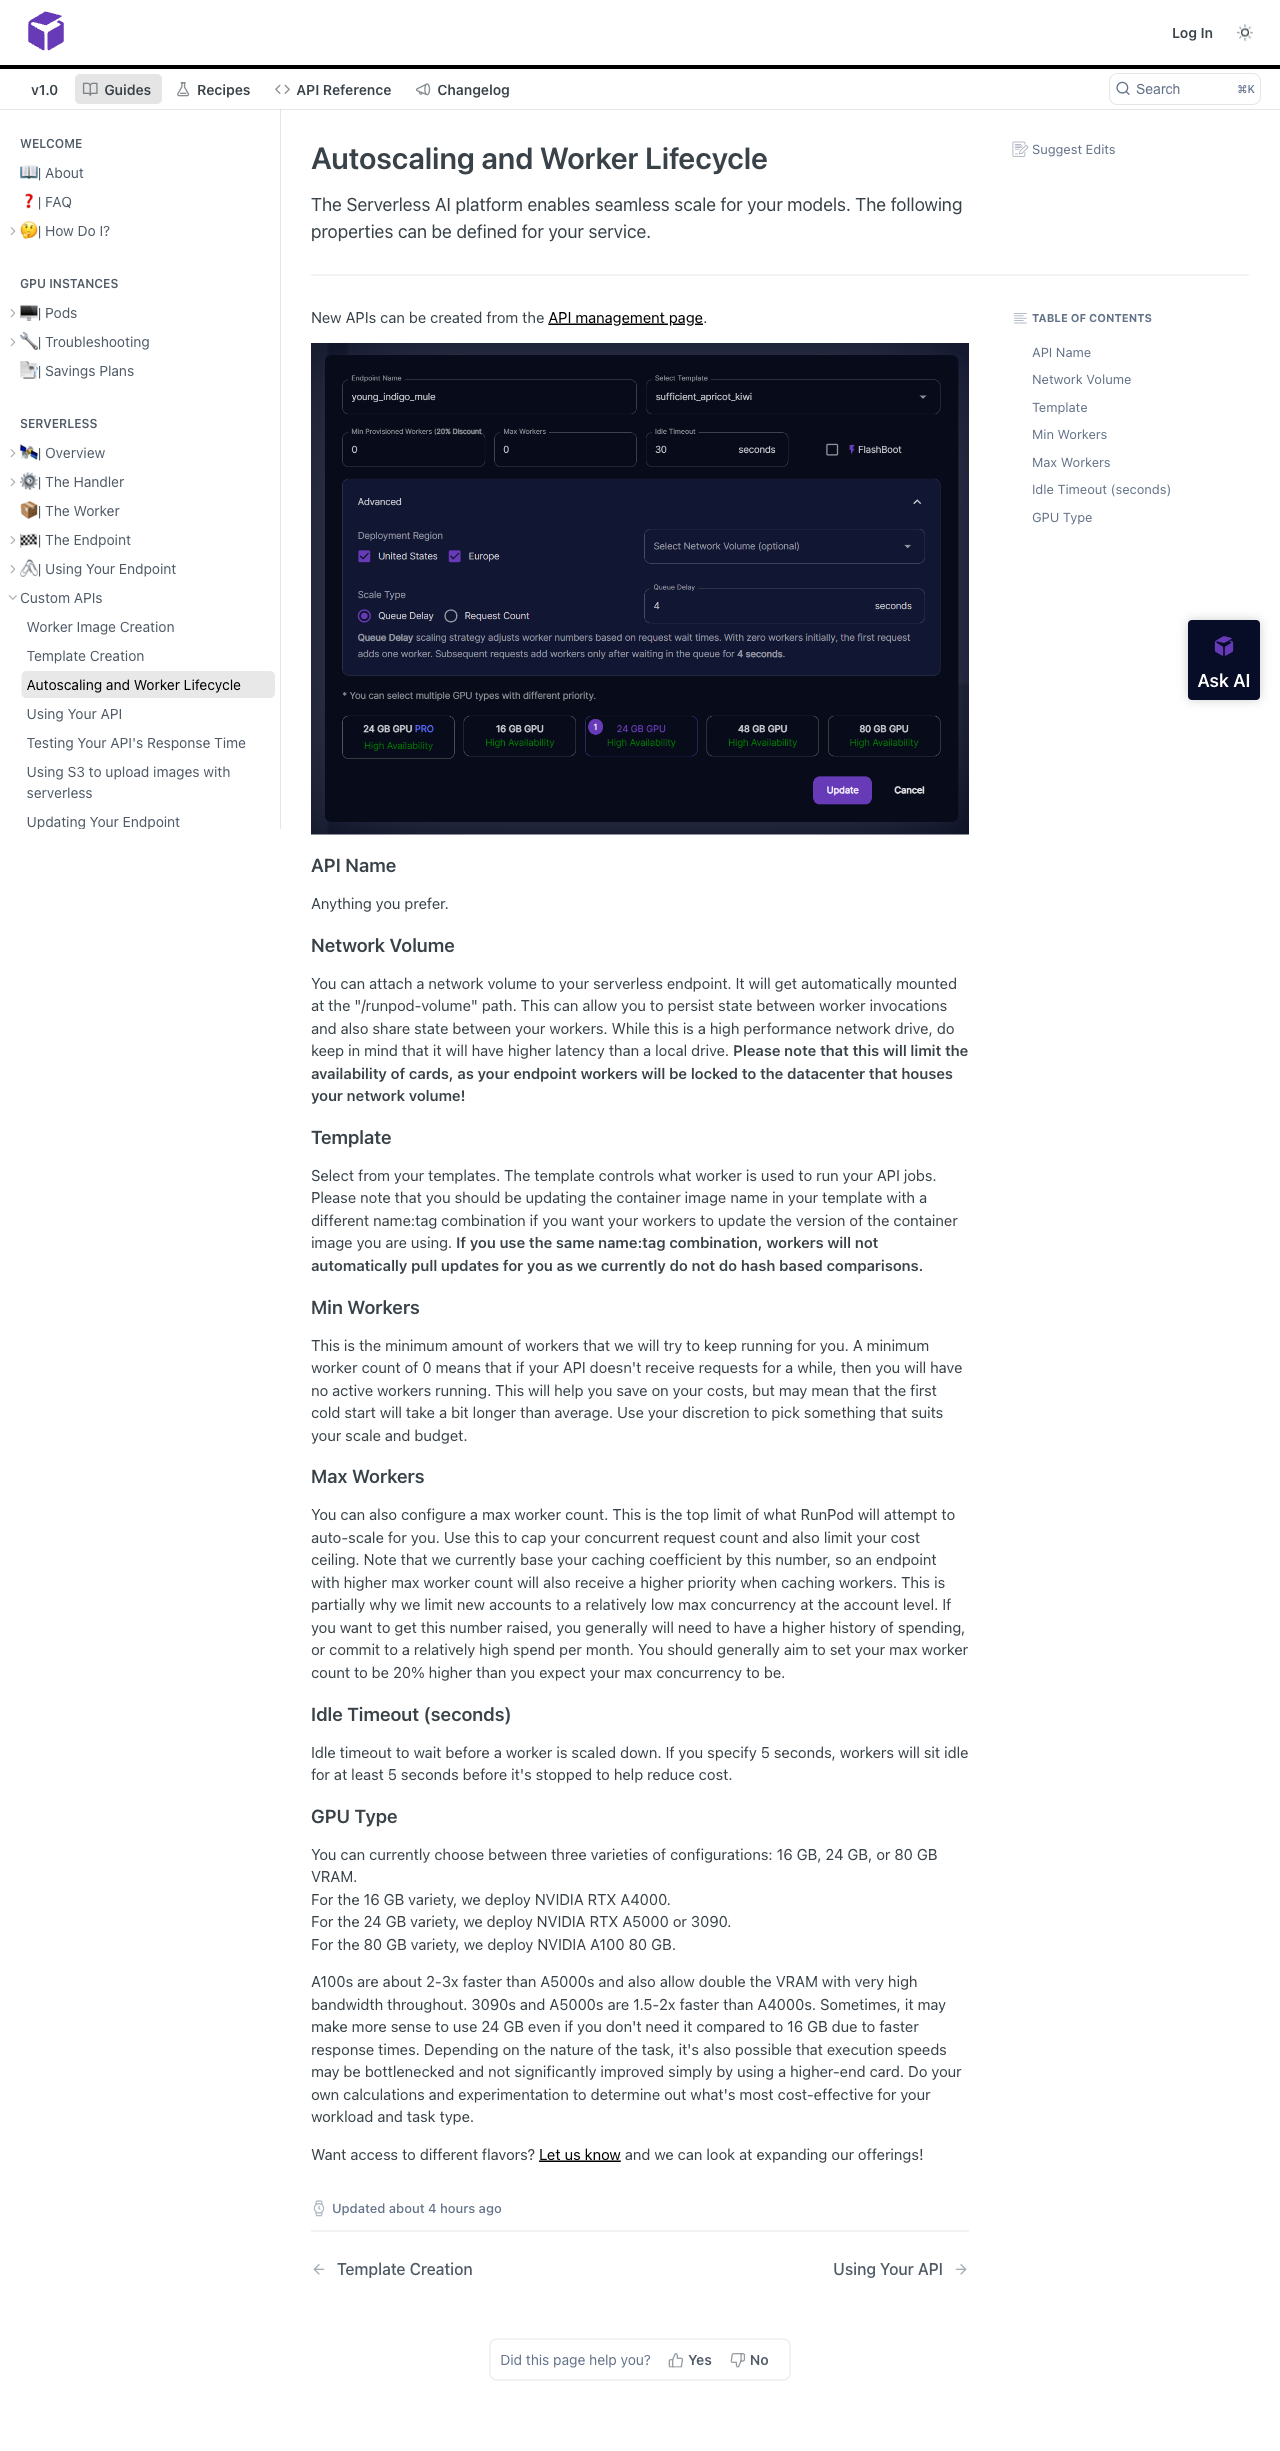 Log In
v1.0
Guides
Recipes
API Reference
Changelog
Search
⌘K
WELCOME
| About
| FAQ
| How Do I?
GPU INSTANCES
| Pods
| Troubleshooting
| Savings Plans
SERVERLESS
| Overview
| The Handler
| The Worker
| The Endpoint
| Using Your Endpoint
Custom APIs
Worker Image Creation
Template Creation
Autoscaling and Worker Lifecycle
Using Your API
Testing Your API's Response Time
Using S3 to upload images with
serverless
Updating Your Endpoint
Autoscaling and Worker Lifecycle
The Serverless AI platform enables seamless scale for your models. The following
properties can be defined for your service.
Suggest Edits
New APIs can be created from the API management page.
Endpoint Name
young_indigo_mule
Select Template
sufficient_apricot_kiwi
Min Provisioned Workers (20% Discount
0
Max Workers
0
Idle Timeout
30 seconds
FlashBoot
Advanced
Deployment Region
United States
Europe
Select Network Volume (optional)
Scale Type
Queue Delay
Request Count
Queue Delay
4 seconds
Queue Delay scaling strategy adjusts worker numbers based on request wait times. With zero workers initially, the first request
adds one worker. Subsequent requests add workers only after waiting in the queue for 4 seconds.
* You can select multiple GPU types with different priority.
24 GB GPU PRO
High Availability
16 GB GPU
High Availability
1
24 GB GPU
High Availability
48 GB GPU
High Availability
80 GB GPU
High Availability
Update
Cancel
API Name
Anything you prefer.
Network Volume
You can attach a network volume to your serverless endpoint. It will get automatically mounted
at the "/runpod-volume" path. This can allow you to persist state between worker invocations
and also share state between your workers. While this is a high performance network drive, do
keep in mind that it will have higher latency than a local drive. Please note that this will limit the
availability of cards, as your endpoint workers will be locked to the datacenter that houses
your network volume!
Template
Select from your templates. The template controls what worker is used to run your API jobs.
Please note that you should be updating the container image name in your template with a
different name:tag combination if you want your workers to update the version of the container
image you are using. If you use the same name:tag combination, workers will not
automatically pull updates for you as we currently do not do hash based comparisons.
Min Workers
This is the minimum amount of workers that we will try to keep running for you. A minimum
worker count of 0 means that if your API doesn't receive requests for a while, then you will have
no active workers running. This will help you save on your costs, but may mean that the first
cold start will take a bit longer than average. Use your discretion to pick something that suits
your scale and budget.
Max Workers
You can also configure a max worker count. This is the top limit of what RunPod will attempt to
auto-scale for you. Use this to cap your concurrent request count and also limit your cost
ceiling. Note that we currently base your caching coefficient by this number, so an endpoint
with higher max worker count will also receive a higher priority when caching workers. This is
partially why we limit new accounts to a relatively low max concurrency at the account level. If
you want to get this number raised, you generally will need to have a higher history of spending,
or commit to a relatively high spend per month. You should generally aim to set your max worker
count to be 20% higher than you expect your max concurrency to be.
Idle Timeout (seconds)
Idle timeout to wait before a worker is scaled down. If you specify 5 seconds, workers will sit idle
for at least 5 seconds before it's stopped to help reduce cost.
GPU Type
You can currently choose between three varieties of configurations: 16 GB, 24 GB, or 80 GB
VRAM.
For the 16 GB variety, we deploy NVIDIA RTX A4000.
For the 24 GB variety, we deploy NVIDIA RTX A5000 or 3090.
For the 80 GB variety, we deploy NVIDIA A100 80 GB.
A100s are about 2-3x faster than A5000s and also allow double the VRAM with very high
bandwidth throughout. 3090s and A5000s are 1.5-2x faster than A4000s. Sometimes, it may
make more sense to use 24 GB even if you don't need it compared to 16 GB due to faster
response times. Depending on the nature of the task, it's also possible that execution speeds
may be bottlenecked and not significantly improved simply by using a higher-end card. Do your
own calculations and experimentation to determine out what's most cost-effective for your
workload and task type.
Want access to different flavors? Let us know and we can look at expanding our offerings!
Updated about 4 hours ago
Template Creation
Using Your API
Did this page help you?
Yes
No
TABLE OF CONTENTS
API Name
Network Volume
Template
Min Workers
Max Workers
Idle Timeout (seconds)
GPU Type
Ask AI